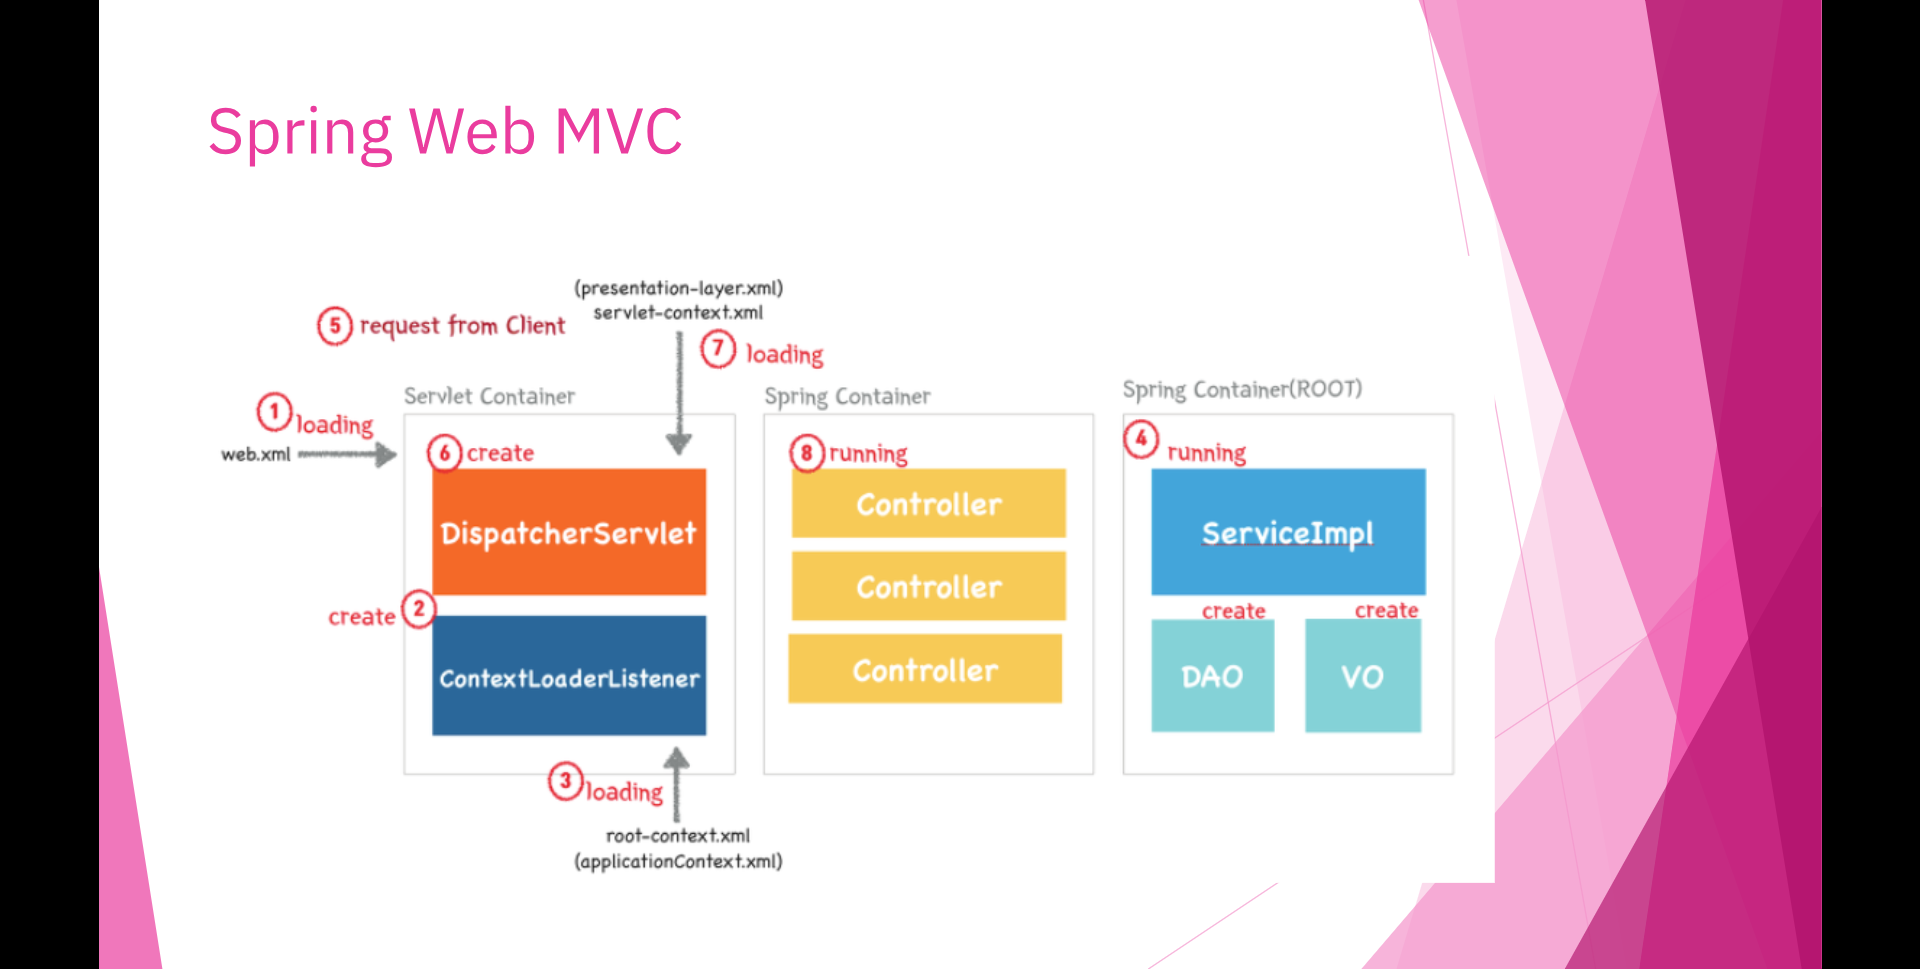 Spring Web MVC
(presentation-layer.xml)
servlet-context.xml
5 request from Client
7 loading
Servlet Container
Spring Container
Spring Container(ROOT)
1 loading
web.xml
6 create
8 running
4 running
DispatcherServlet
Controller
Controller
Controller
ServiceImpl
create 2
ContextLoaderListener
create
create
DAO
VO
3 loading
root-context.xml
(applicationContext.xml)